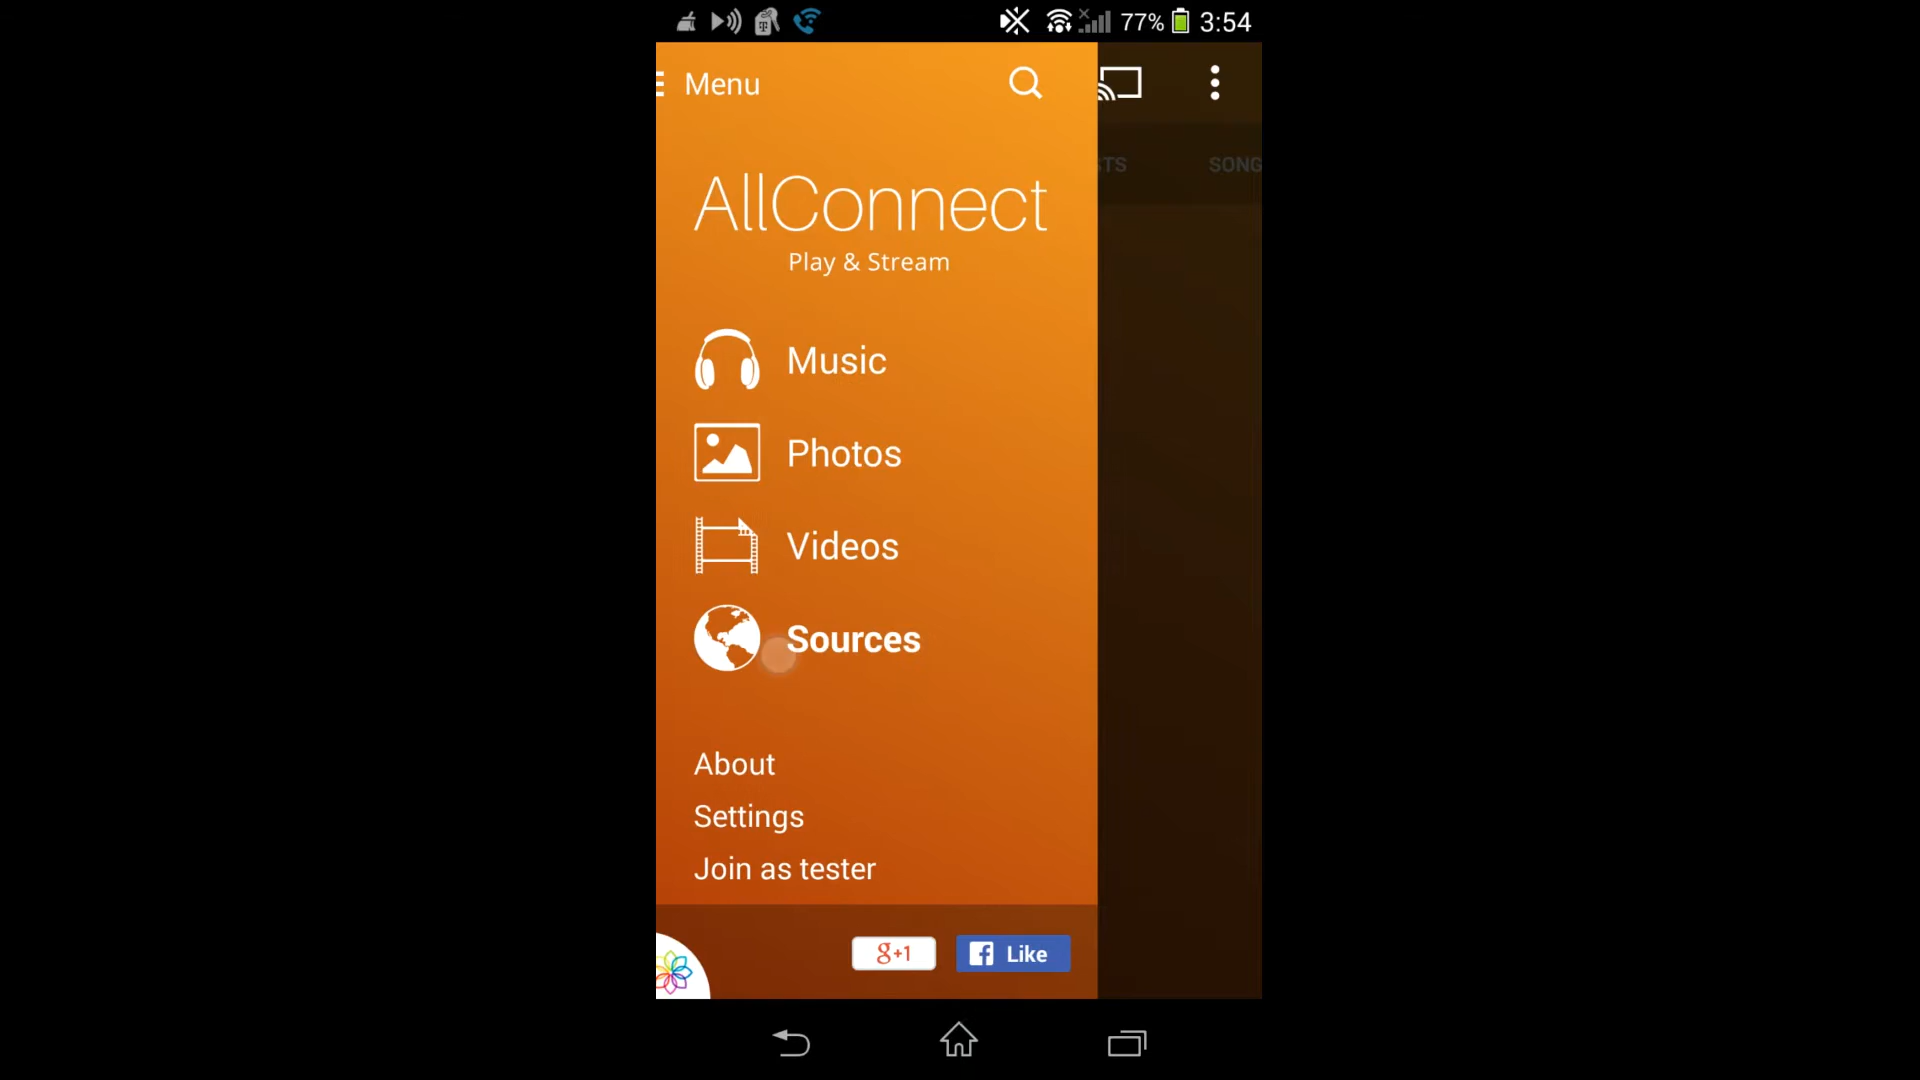 77% 3:54
Menu
STS SONG
AllConnect
Play & Stream
Music
Photos
Videos
Sources
About
Settings
Join as tester
g+1 Like